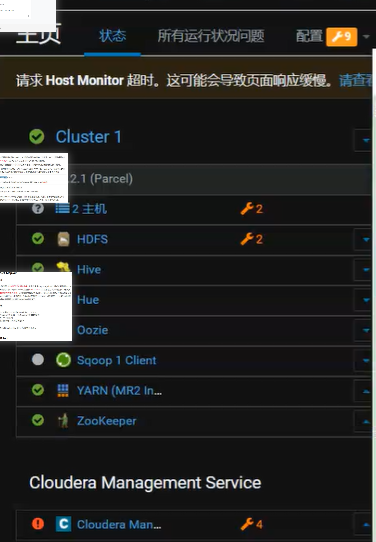 主页
状态
所有运行状况问题
配置 9
请求 Host Monitor 超时。这可能会导致页面响应缓慢。请查看
Cluster 1
2.1 (Parcel)
2 主机
2
HDFS
2
Hive
Hue
Oozie
Sqoop 1 Client
YARN (MR2 In...
ZooKeeper
Cloudera Management Service
C Cloudera Man...
4